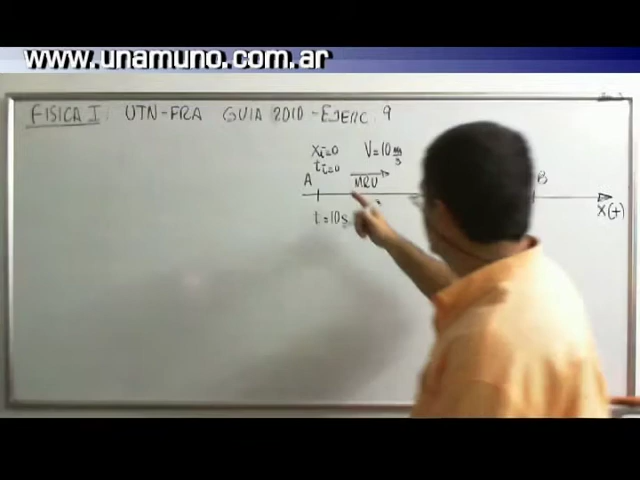 www.unamuno.com.ar
FISICA I UTN-FRA GUIA 2010 - EJERC. 9
Xi=0 V=10 m/s
ti=0
A MRU B
X(+)
t=10s